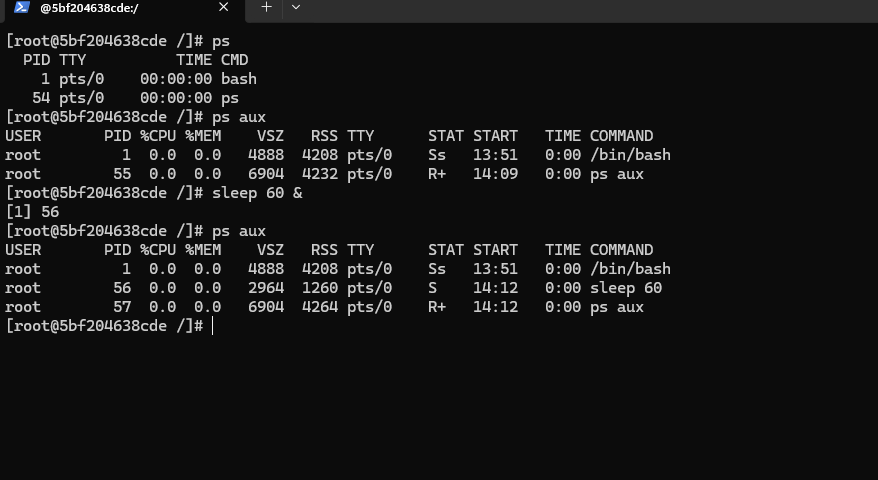 @5bf204638cde:/
[root@5bf204638cde /]# ps
  PID TTY          TIME CMD
    1 pts/0    00:00:00 bash
   54 pts/0    00:00:00 ps
[root@5bf204638cde /]# ps aux
USER       PID %CPU %MEM    VSZ   RSS TTY      STAT START   TIME COMMAND
root         1  0.0  0.0   4888  4208 pts/0    Ss   13:51   0:00 /bin/bash
root        55  0.0  0.0   6904  4232 pts/0    R+   14:09   0:00 ps aux
[root@5bf204638cde /]# sleep 60 &
[1] 56
[root@5bf204638cde /]# ps aux
USER       PID %CPU %MEM    VSZ   RSS TTY      STAT START   TIME COMMAND
root         1  0.0  0.0   4888  4208 pts/0    Ss   13:51   0:00 /bin/bash
root        56  0.0  0.0   2964  1260 pts/0    S    14:12   0:00 sleep 60
root        57  0.0  0.0   6904  4264 pts/0    R+   14:12   0:00 ps aux
[root@5bf204638cde /]#